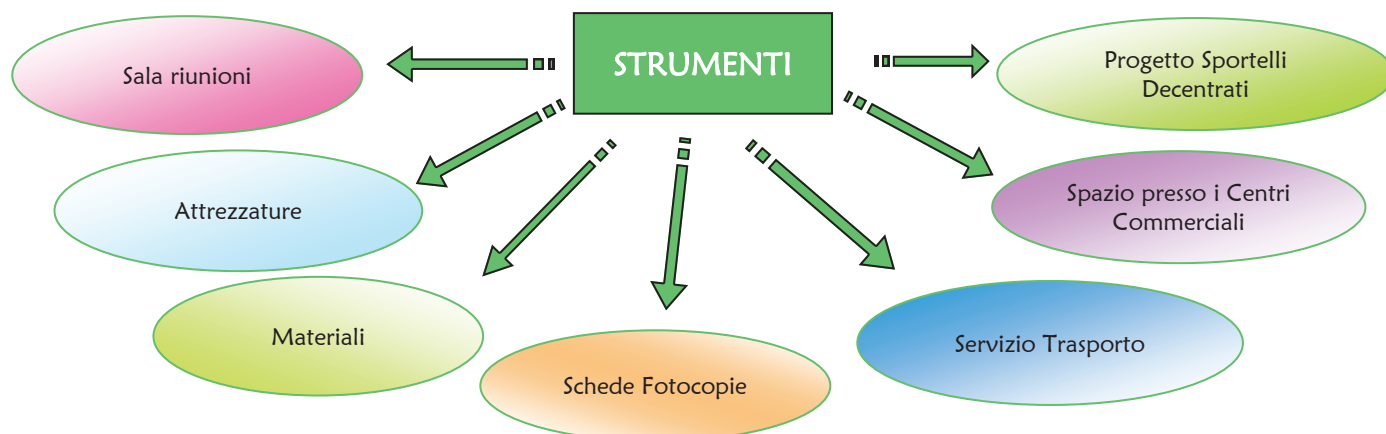 STRUMENTI
Sala riunioni
Progetto Sportelli
Decentrati
Attrezzature
Spazio presso i Centri
Commerciali
Materiali
Servizio Trasporto
Schede Fotocopie